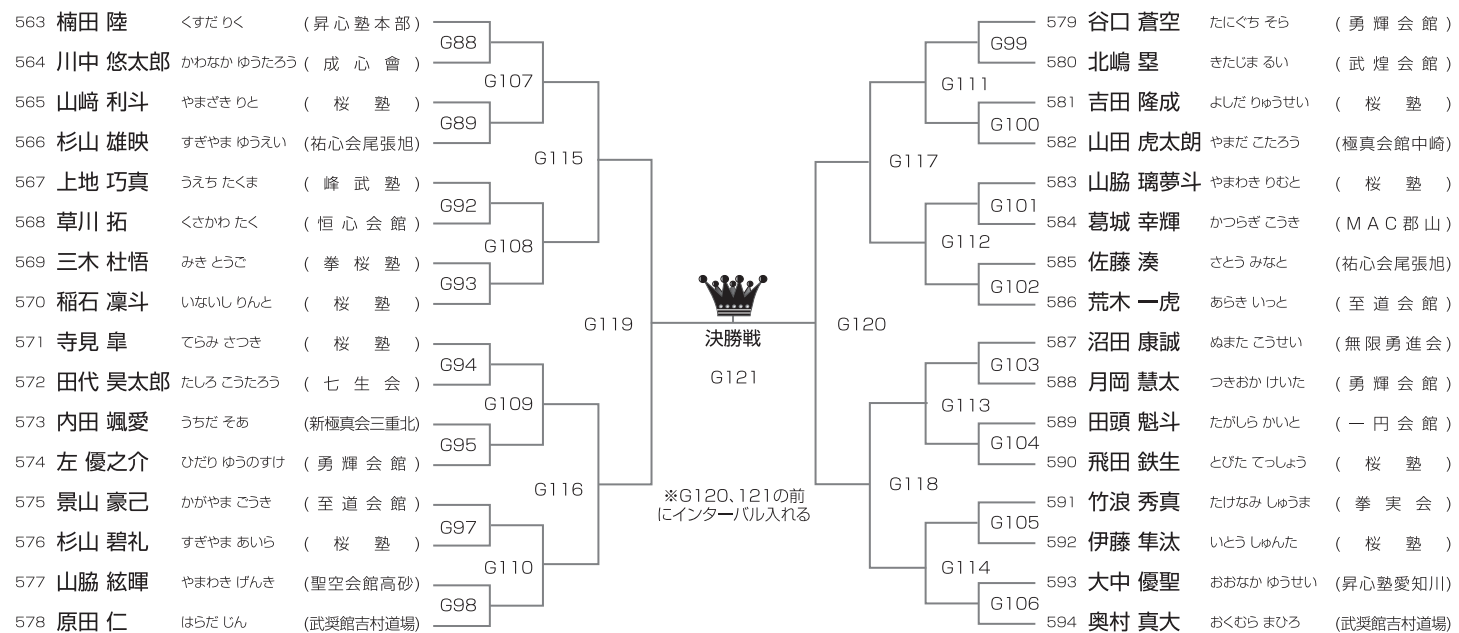 563 楠田 陸 くすだ りく (昇心塾本部)
564 川中 悠太郎 かわなか ゆうたろう (成心會)
565 山﨑 利斗 やまざき りと (桜塾)
566 杉山 雄映 すぎやま ゆうえい (祐心会尾張旭)
567 上地 巧真 うえち たくま (峰武塾)
568 草川 拓 くさかわ たく (恒心会館)
569 三木 杜悟 みき とうご (拳桜塾)
570 稲石 凜斗 いないし りんと (桜塾)
571 寺見 皐 てらみ さつき (桜塾)
572 田代 昊太郎 たしろ こうたろう (七生会)
573 内田 颯愛 うちだ そあ (新極真会三重北)
574 左 優之介 ひだり ゆうのすけ (勇輝会館)
575 景山 豪己 かがやま ごうき (至道会館)
576 杉山 碧礼 すぎやま あいら (桜塾)
577 山脇 絃暉 やまわき げんき (聖空会館高砂)
578 原田 仁 はらだ じん (武奨館吉村道場)
G88
G89
G92
G93
G94
G95
G97
G98
G107
G108
G109
G110
G115
G116
G119
決勝戦
G121
※G120、121の前
にインターバル入れる
G120
G117
G118
G111
G112
G113
G114
G99
G100
G101
G102
G103
G104
G105
G106
579 谷口 蒼空 たにぐち そら (勇輝会館)
580 北嶋 塁 きたじま るい (武煌会館)
581 吉田 隆成 よしだ りゅうせい (桜塾)
582 山田 虎太朗 やまだ こたろう (極真会館中崎)
583 山脇 璃夢斗 やまわき りむと (桜塾)
584 葛城 幸輝 かつらぎ こうき (MAC郡山)
585 佐藤 湊 さとう みなと (祐心会尾張旭)
586 荒木 一虎 あらき いっと (至道会館)
587 沼田 康誠 ぬまた こうせい (無限勇進会)
588 月岡 慧太 つきおか けいた (勇輝会館)
589 田頭 魁斗 たがしら かいと (一円会館)
590 飛田 鉄生 とびた てっしょう (桜塾)
591 竹浪 秀真 たけなみ しゅうま (拳実会)
592 伊藤 隼汰 いとう しゅんた (桜塾)
593 大中 優聖 おおなか ゆうせい (昇心塾愛知川)
594 奥村 真大 おくむら まひろ (武奨館吉村道場)